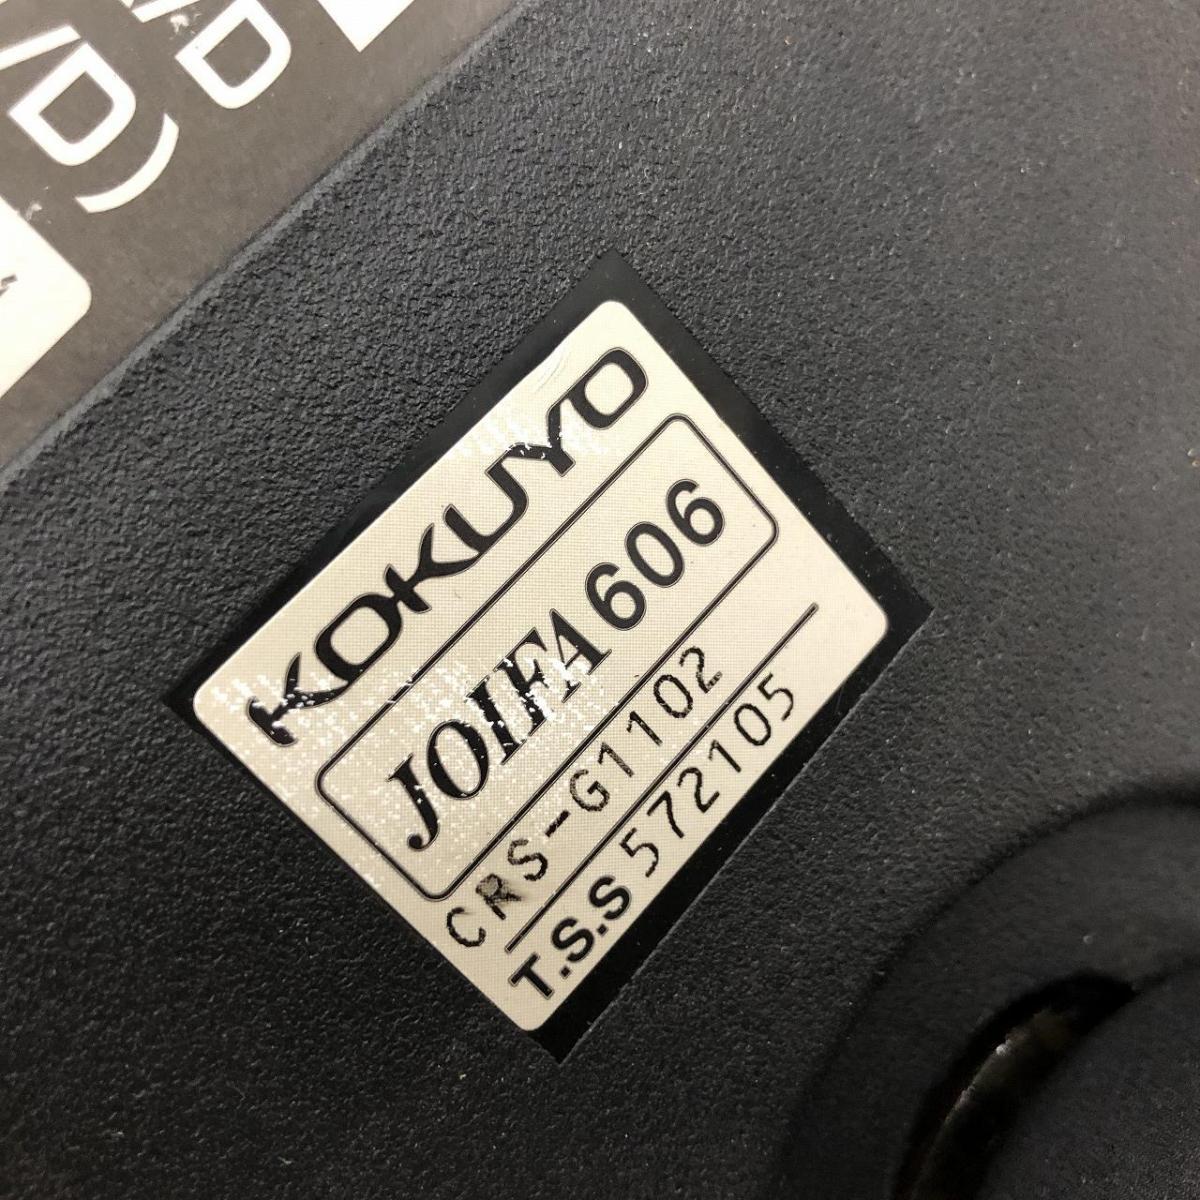 /D
/D)
KOKUYO
JOIFA 606
CRS-G1102
T.S.S 572105